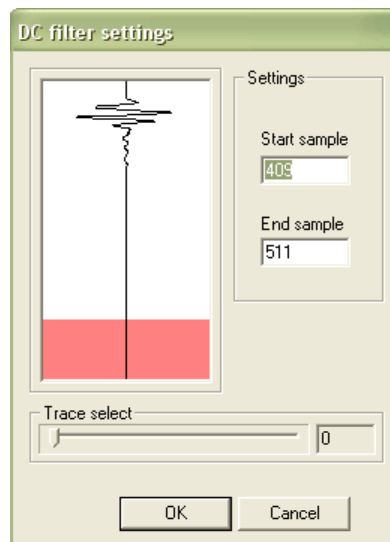 DC filter settings
Settings
Start sample
409
End sample
511
Trace select
0
OK
Cancel